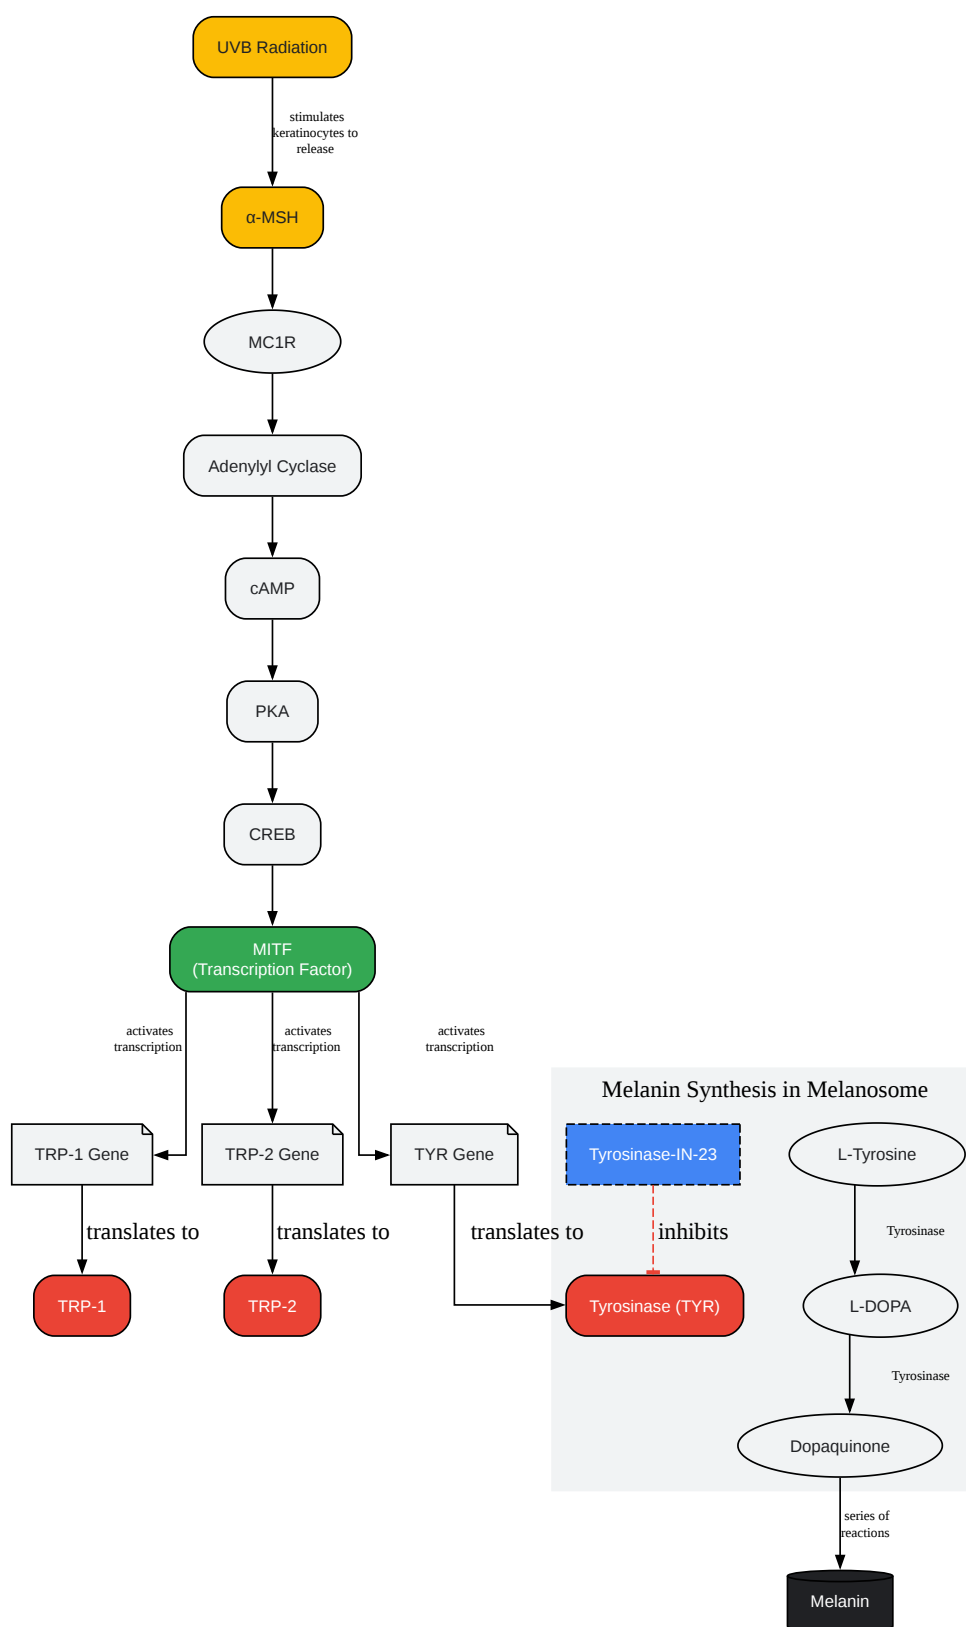 UVB Radiation
stimulates
keratinocytes to
release
α-MSH
MC1R
Adenylyl Cyclase
cAMP
PKA
CREB
MITF
(Transcription Factor)
activates
transcription
activates
transcription
activates
transcription
Melanin Synthesis in Melanosome
TRP-1 Gene
TRP-2 Gene
TYR Gene
Tyrosinase-IN-23
L-Tyrosine
translates to
translates to
translates to
inhibits
Tyrosinase
TRP-1
TRP-2
Tyrosinase (TYR)
L-DOPA
Tyrosinase
Dopaquinone
series of
reactions
Melanin